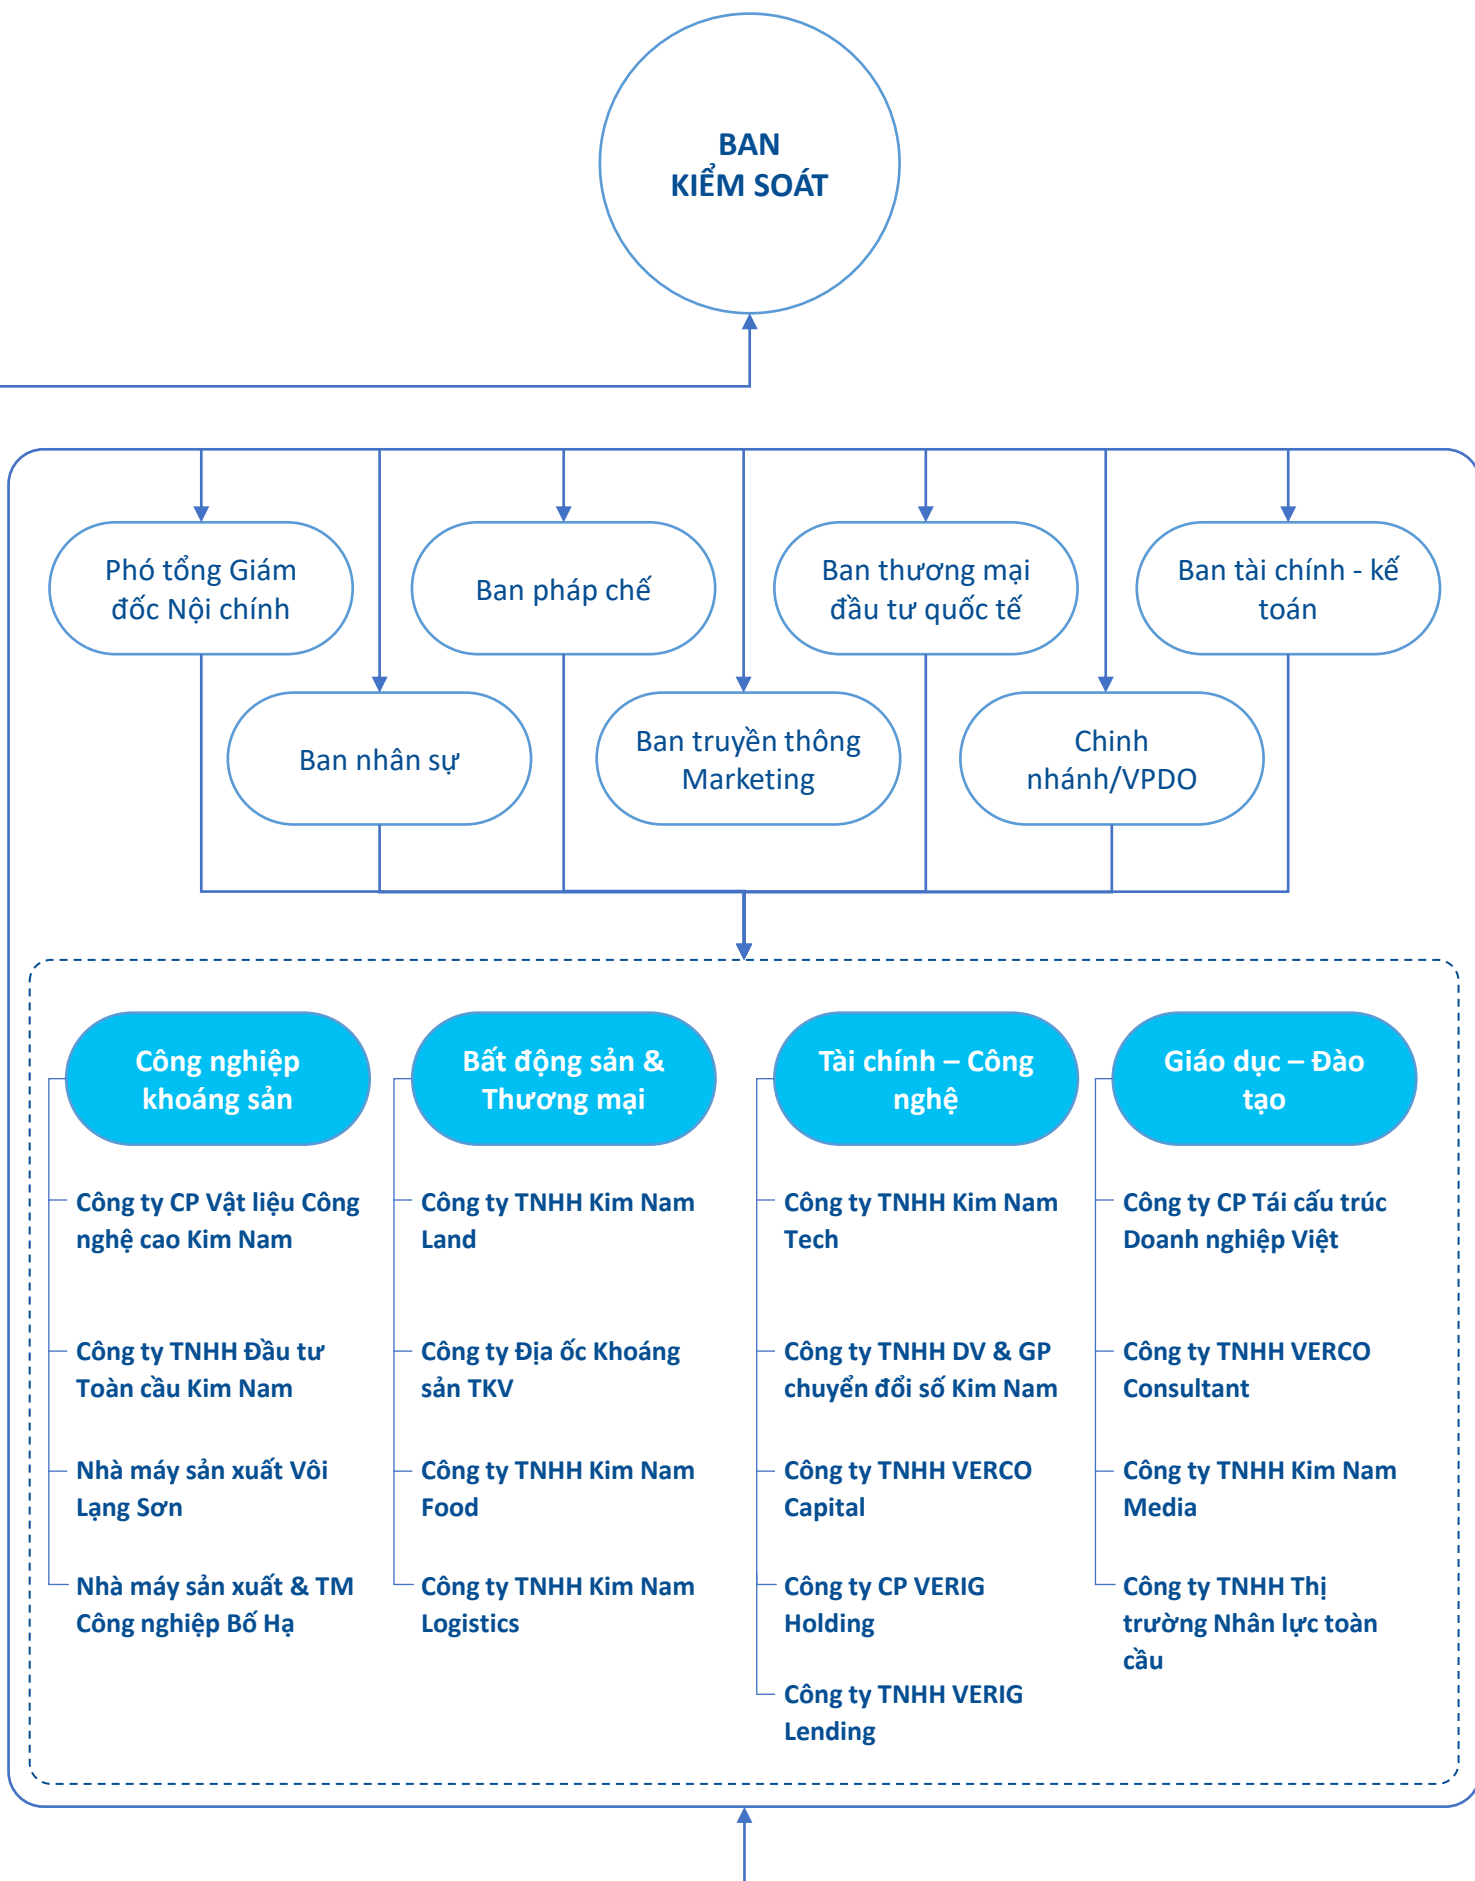 BAN
KIỂM SOÁT
Phó tổng Giám
đốc Nội chính
Ban pháp chế
Ban thương mại
đầu tư quốc tế
Ban tài chính - kế
toán
Ban nhân sự
Ban truyền thông
Marketing
Chinh
nhánh/VPDO
Công nghiệp
khoáng sản
Công ty CP Vật liệu Công
nghệ cao Kim Nam
Công ty TNHH Đầu tư
Toàn cầu Kim Nam
Nhà máy sản xuất Vôi
Lạng Sơn
Nhà máy sản xuất & TM
Công nghiệp Bố Hạ
Bất động sản &
Thương mại
Công ty TNHH Kim Nam
Land
Công ty Địa ốc Khoáng
sản TKV
Công ty TNHH Kim Nam
Food
Công ty TNHH Kim Nam
Logistics
Tài chính – Công
nghệ
Công ty TNHH Kim Nam
Tech
Công ty TNHH DV & GP
chuyển đổi số Kim Nam
Công ty TNHH VERCO
Capital
Công ty CP VERIG
Holding
Công ty TNHH VERIG
Lending
Giáo dục – Đào
tạo
Công ty CP Tái cấu trúc
Doanh nghiệp Việt
Công ty TNHH VERCO
Consultant
Công ty TNHH Kim Nam
Media
Công ty TNHH Thị
trường Nhân lực toàn
cầu